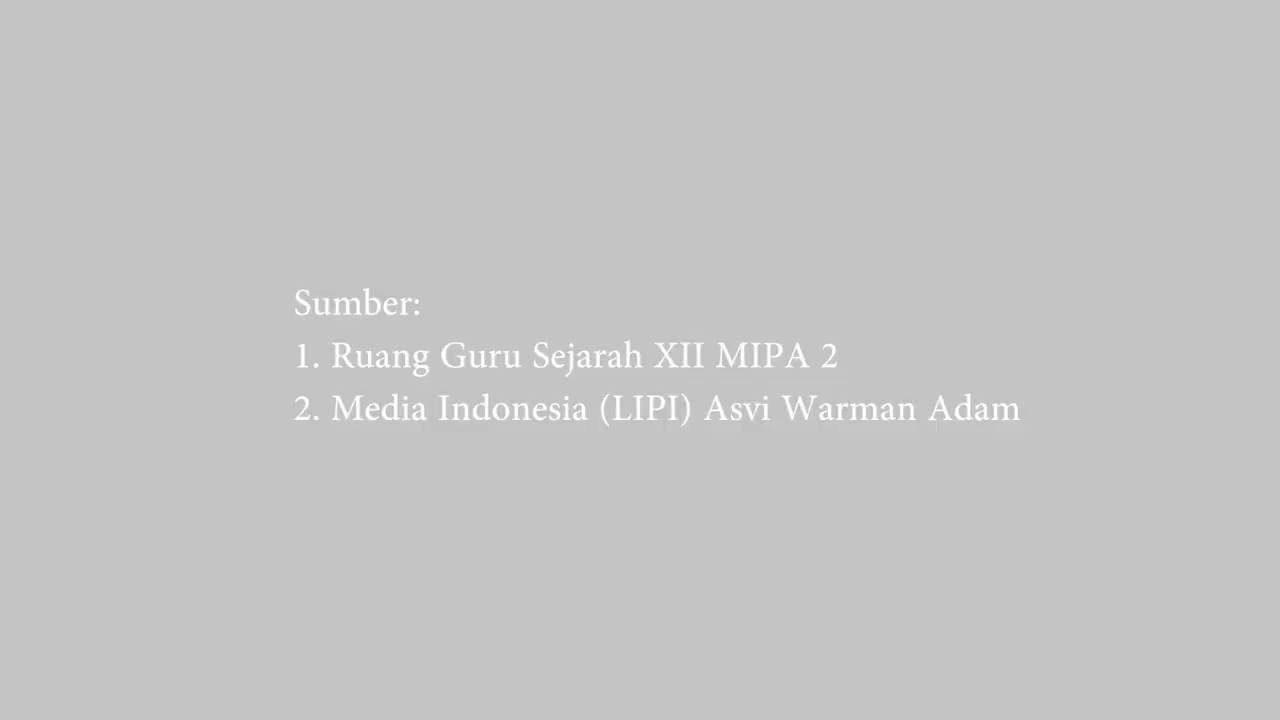 Sumber:
1. Ruang Guru Sejarah XII MIPA 2
2. Media Indonesia (LIPI) Asvi Warman Adam